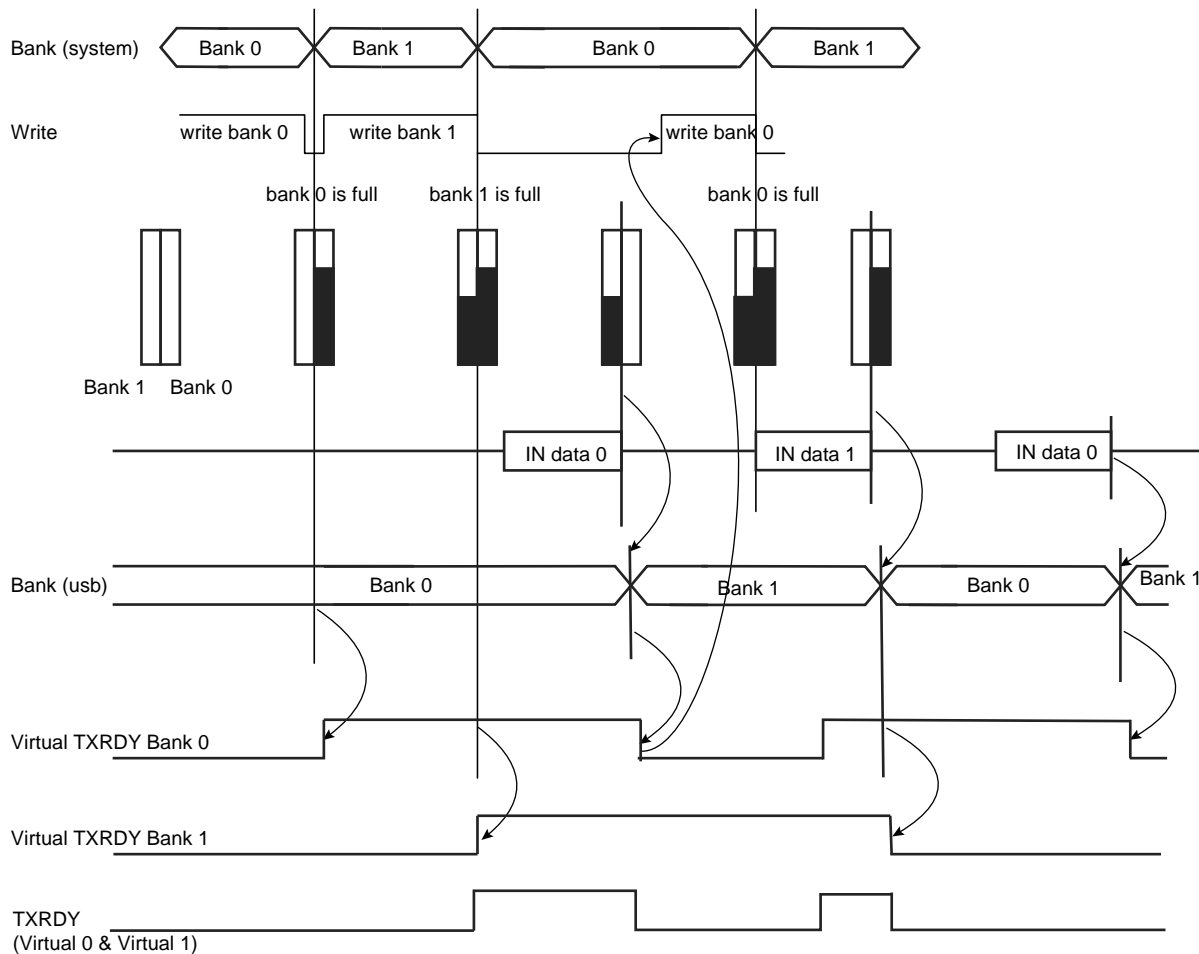 Bank (system)
Bank 0
Bank 1
Bank 0
Bank 1
Write
write bank 0
write bank 1
write bank 0
bank 0 is full
bank 1 is full
bank 0 is full
Bank 1
Bank 0
IN data 0
IN data 1
IN data 0
Bank (usb)
Bank 0
Bank 1
Bank 0
Bank 1
Virtual TXRDY Bank 0
Virtual TXRDY Bank 1
TXRDY
(Virtual 0 & Virtual 1)